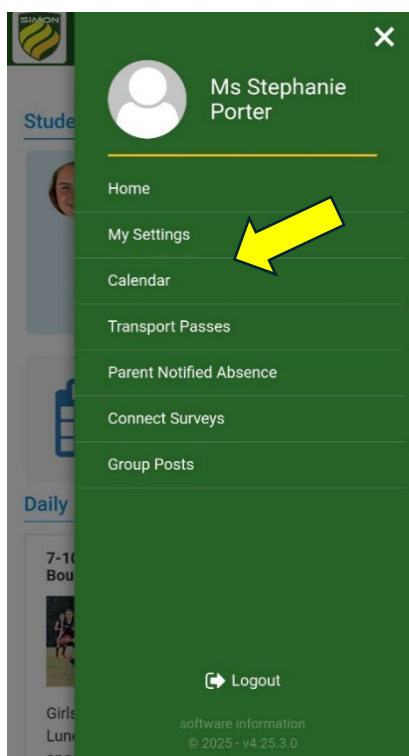 SIMON
Ms Stephanie
Porter
Stude
Home
My Settings
Calendar
Transport Passes
Parent Notified Absence
Connect Surveys
Group Posts
Daily
7-10
Bou
Girls
Lunc
Logout
software information
© 2025 - v4.25.3.0